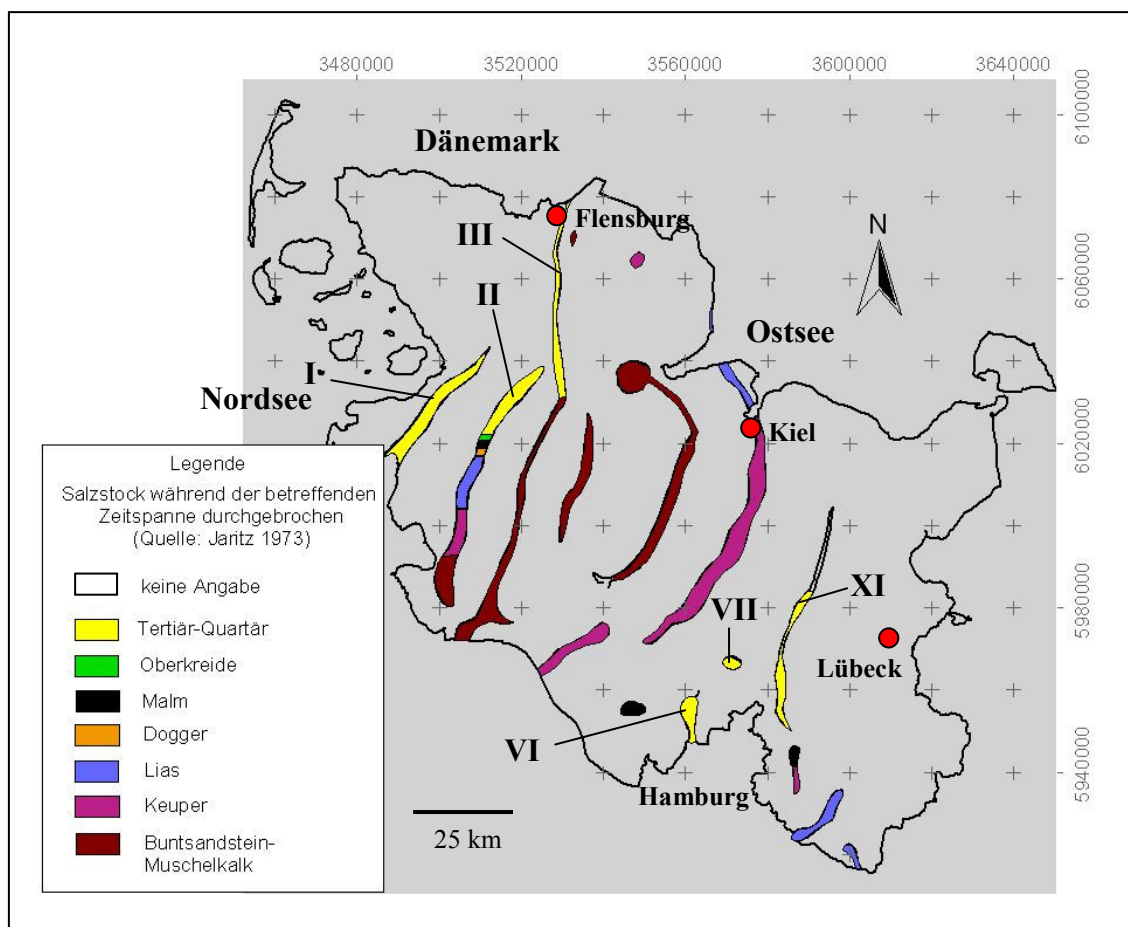 3480000 3520000 3560000 3600000 3640000
6100000
6060000
6020000
5980000
5940000
Dänemark
Flensburg
III
N
II
Ostsee
I
Nordsee
Kiel
XI
VII
Lübeck
VI
Hamburg
25 km
Legende
Salzstock während der betreffenden
Zeitspanne durchgebrochen
(Quelle: Jaritz 1973)
keine Angabe
Tertiär-Quartär
Oberkreide
Malm
Dogger
Lias
Keuper
Buntsandstein-
Muschelkalk